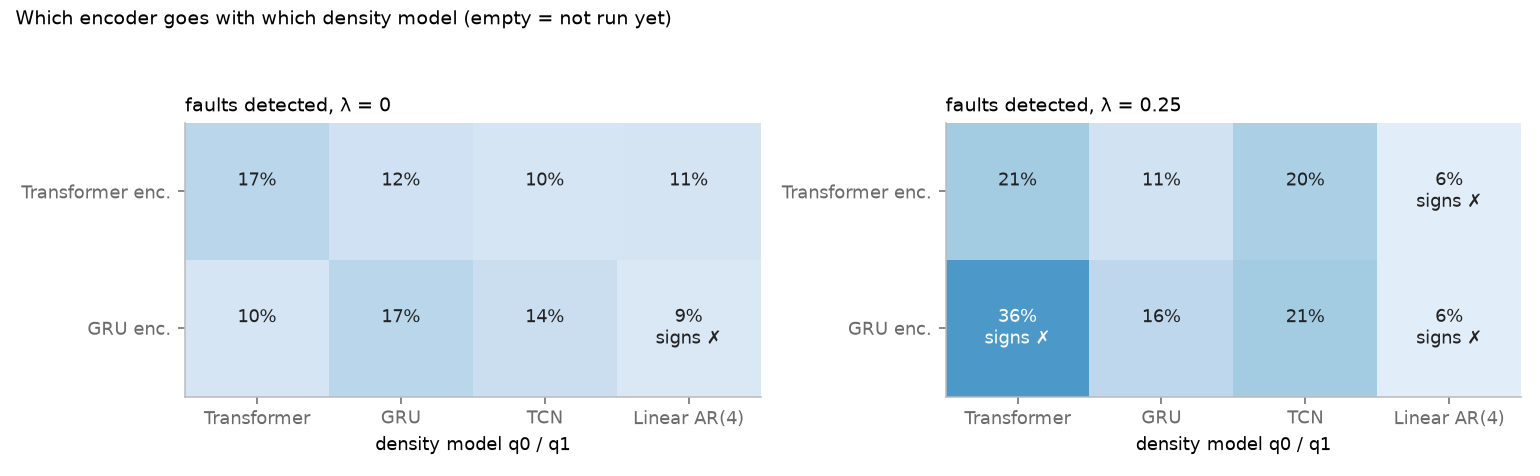 Which encoder goes with which density model (empty = not run yet)
faults detected, λ = 0
Transformer enc.
17%
12%
10%
11%
GRU enc.
10%
17%
14%
9%
signs ✗
Transformer
GRU
TCN
Linear AR(4)
density model q0 / q1
faults detected, λ = 0.25
Transformer enc.
21%
11%
20%
6%
signs ✗
GRU enc.
36%
signs ✗
16%
21%
6%
signs ✗
Transformer
GRU
TCN
Linear AR(4)
density model q0 / q1